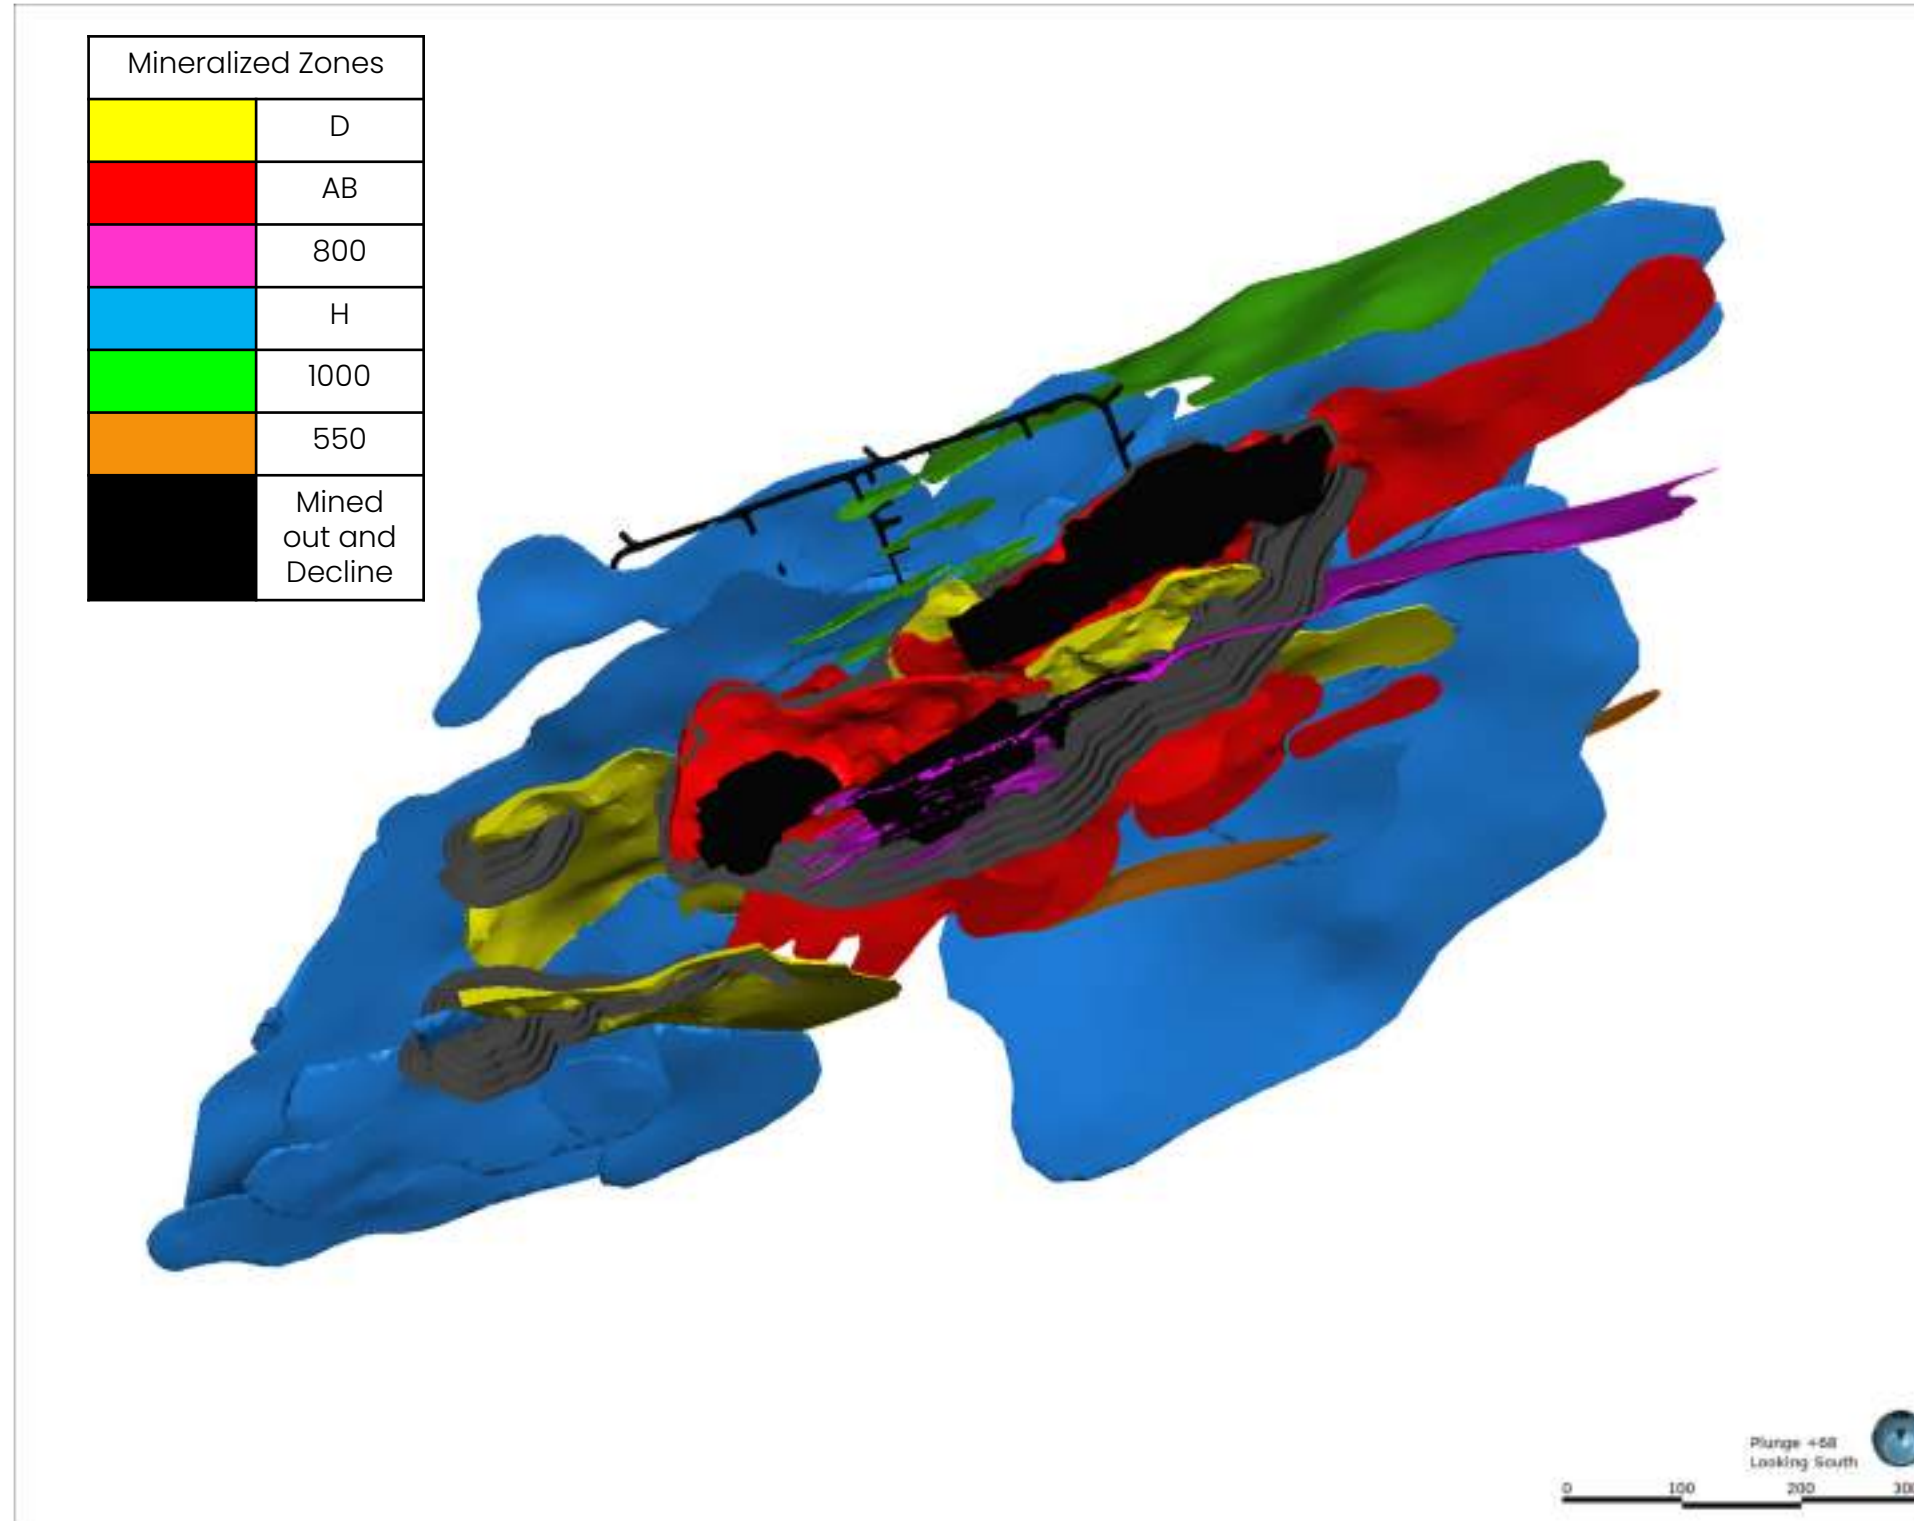 Mineralized Zones
D
AB
800
H
1000
550
Mined
out and
Decline
Plunge +68
Looking South
0 100 200